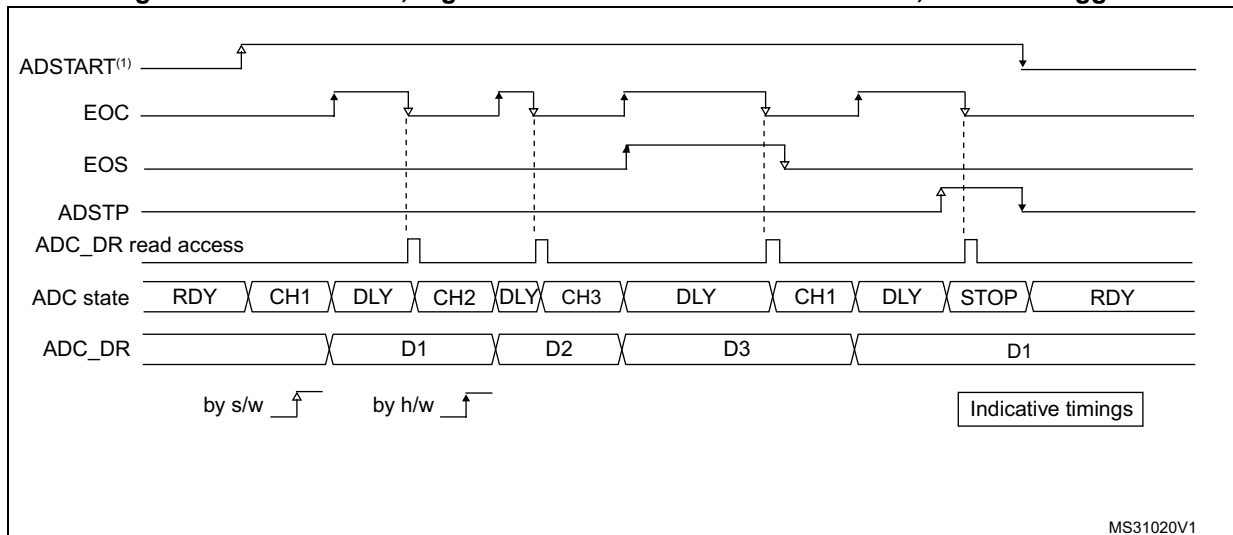 ADSTART(1)
EOC
EOS
ADSTP
ADC_DR read access
ADC state RDY CH1 DLY CH2 DLY CH3 DLY CH1 DLY STOP RDY
ADC_DR D1 D2 D3 D1
by s/w by h/w Indicative timings
MS31020V1